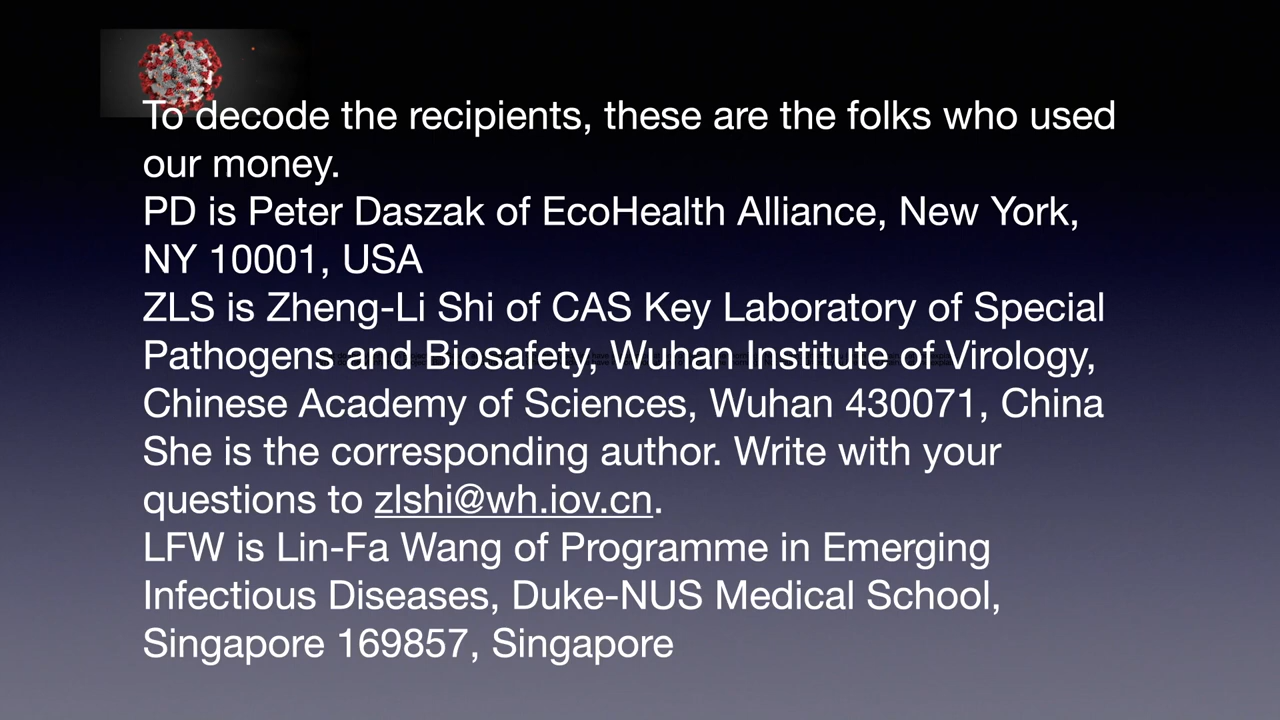 To decode the recipients, these are the folks who used
our money.
PD is Peter Daszak of EcoHealth Alliance, New York,
NY 10001, USA
ZLS is Zheng-Li Shi of CAS Key Laboratory of Special
Pathogens and Biosafety, Wuhan Institute of Virology,
Chinese Academy of Sciences, Wuhan 430071, China
She is the corresponding author. Write with your
questions to zlshi@wh.iov.cn.
LFW is Lin-Fa Wang of Programme in Emerging
Infectious Diseases, Duke-NUS Medical School,
Singapore 169857, Singapore